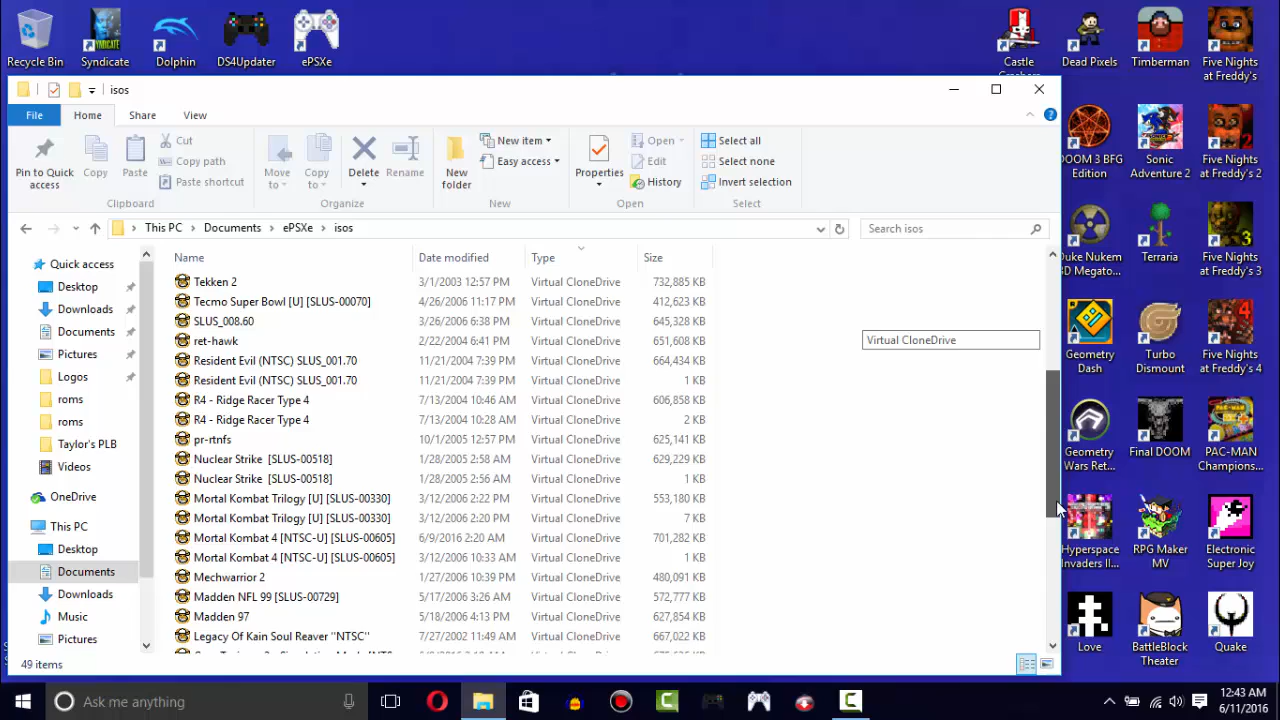 Recycle Bin
Syndicate
Dolphin
DS4Updater
ePSXe
Castle
Dead Pixels
Timberman
Five Nights
at Freddy's
isos
File
Home
Share
View
Pin to Quick
access
Copy
Paste
Cut
Copy path
Paste shortcut
Clipboard
Move
to
Copy
to
Delete
Rename
Organize
New
folder
New item
Easy access
New
Properties
Open
Edit
History
Open
Select all
Select none
Invert selection
Select
This PC > Documents > ePSXe > isos
Search isos
Quick access
Desktop
Downloads
Documents
Pictures
Logos
roms
roms
Taylor's PLB
Videos
OneDrive
This PC
Desktop
Documents
Downloads
Music
Pictures
Name Date modified Type Size
Tekken 2 3/1/2003 12:57 PM Virtual CloneDrive 732,885 KB
Tecmo Super Bowl [U] [SLUS-00070] 4/26/2006 11:17 PM Virtual CloneDrive 412,623 KB
SLUS_008.60 3/26/2006 6:38 PM Virtual CloneDrive 645,328 KB
ret-hawk 2/22/2004 6:41 PM Virtual CloneDrive 651,608 KB
Resident Evil (NTSC) SLUS_001.70 11/21/2004 7:39 PM Virtual CloneDrive 664,434 KB
Resident Evil (NTSC) SLUS_001.70 11/21/2004 7:39 PM Virtual CloneDrive 1 KB
R4 - Ridge Racer Type 4 7/13/2004 10:46 AM Virtual CloneDrive 606,858 KB
R4 - Ridge Racer Type 4 7/13/2004 10:28 AM Virtual CloneDrive 2 KB
pr-rtnfs 10/1/2005 12:57 PM Virtual CloneDrive 625,141 KB
Nuclear Strike [SLUS-00518] 1/28/2005 2:58 AM Virtual CloneDrive 629,229 KB
Nuclear Strike [SLUS-00518] 1/28/2005 2:56 AM Virtual CloneDrive 1 KB
Mortal Kombat Trilogy [U] [SLUS-00330] 3/12/2006 2:22 PM Virtual CloneDrive 553,180 KB
Mortal Kombat Trilogy [U] [SLUS-00330] 3/12/2006 2:20 PM Virtual CloneDrive 7 KB
Mortal Kombat 4 [NTSC-U] [SLUS-00605] 6/9/2016 2:20 AM Virtual CloneDrive 701,282 KB
Mortal Kombat 4 [NTSC-U] [SLUS-00605] 3/12/2006 10:33 AM Virtual CloneDrive 1 KB
Mechwarrior 2 1/27/2006 10:39 PM Virtual CloneDrive 480,091 KB
Madden NFL 99 [SLUS-00729] 5/17/2006 3:26 AM Virtual CloneDrive 572,777 KB
Madden 97 5/18/2006 4:13 PM Virtual CloneDrive 627,854 KB
Legacy Of Kain Soul Reaver ''NTSC'' 7/27/2002 11:49 AM Virtual CloneDrive 667,022 KB
Virtual CloneDrive
49 items
DOOM 3 BFG
Edition
Sonic
Adventure 2
Five Nights
at Freddy's 2
Duke Nukem
3D Megato...
Terraria
3
Five Nights
at Freddy's 3
Geometry
Dash
Turbo
Dismount
4
Five Nights
at Freddy's 4
Geometry
Wars Ret...
Final DOOM
PAC-MAN
Champions...
Hyperspace
Invaders II...
RPG Maker
MV
Electronic
Super Joy
Love
BattleBlock
Theater
Quake
Ask me anything
12:43 AM
6/11/2016